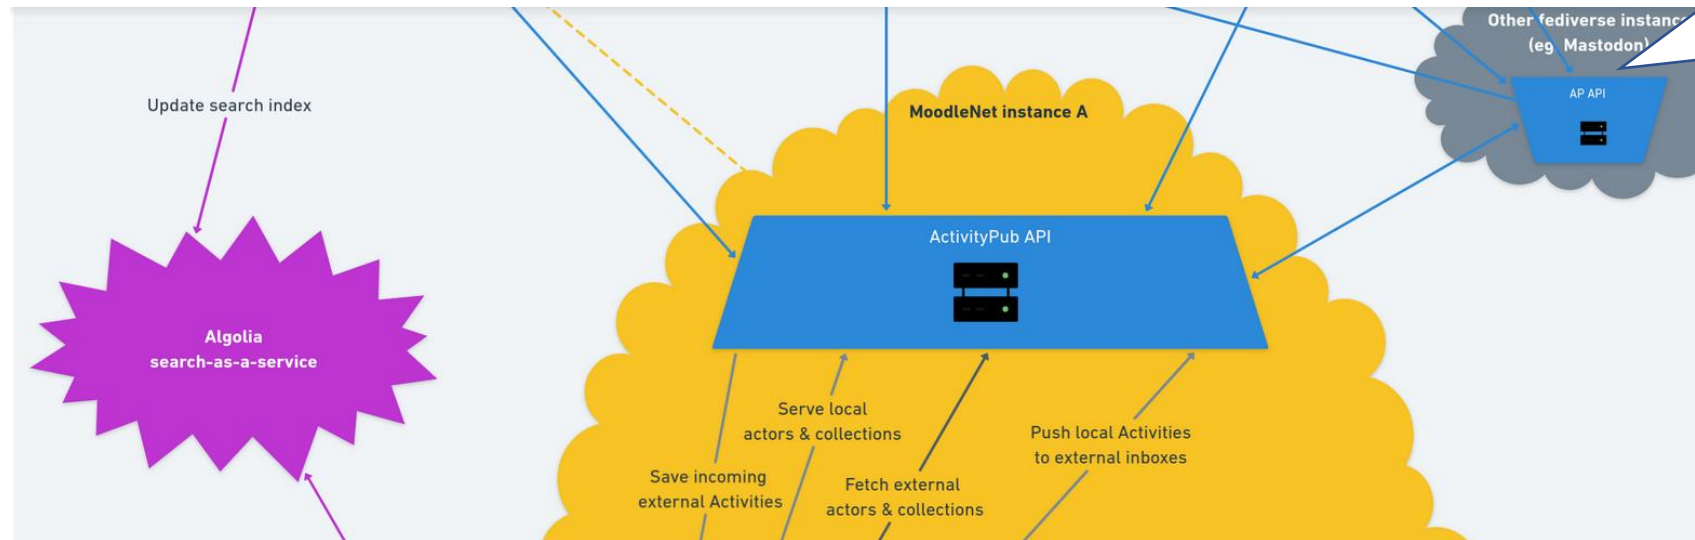 Other fediverse instanc
(eg. Mastodon)
AP API
Update search index
MoodleNet instance A
ActivityPub API
Algolia
search-as-a-service
Serve local
actors & collections
Push local Activities
to external inboxes
Save incoming
external Activities
Fetch external
actors & collections